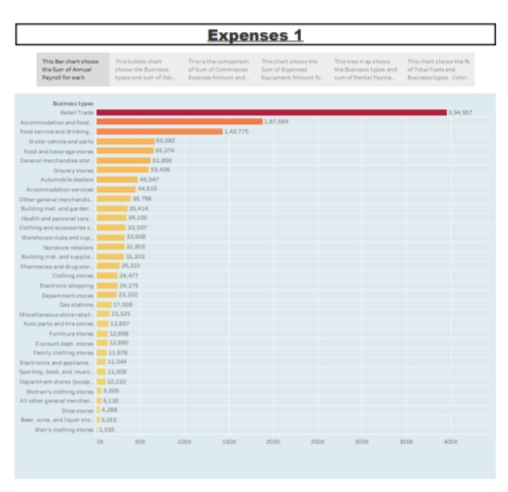 Expenses 1
This Bar chart shows
the Sum of Annual
Payroll for each
This bubble chart
shows the Business
types and sum of Adv..
This is the comparison
of Sum of Commission
Expense Amount and ..
This chart shows the
Sum of Expensed
Equipment Amount fo..
This tree map shows
the Business types and
sum of Rental Payme..
This chart shows the %
of Total Fuels and
Business types . Color..
Business types
Retail Trade 3,94,957
Accommodation and food .. 1,87,694
Food service and drinking .. 1,42,775
Motor vehicle and parts 65,382
Food and beverage stores 65,074
General merchandise stor.. 61,898
Grocery stores 59,408
Automobile dealers 46,947
Accommodation services 44,919
Other general merchandis.. 38,798
Building mat. and garden .. 35,414
Health and personal care .. 34,166
Clothing and accessories s.. 33,397
Warehouse clubs and sup.. 32,668
Nonstore retailers 31,855
Building mat. and supplie.. 31,353
Pharmacies and drug stor.. 26,522
Clothing stores 24,477
Electronic shopping 24,175
Department stores 23,100
Gas stations 17,508
Miscellaneous store retail.. 15,525
Auto parts and tire stores 13,857
Furniture stores 12,898
Discount dept. stores 12,890
Family clothing stores 11,678
Electronics and appliance .. 11,344
Sporting, book, and music.. 11,008
Department stores (excep.. 10,210
Women's clothing stores 6,606
All other general merchan.. 6,130
Shoe stores 4,288
Beer, wine, and liquor sto.. 3,163
Men's clothing stores 1,335
0K 50K 100K 150K 200K 250K 300K 350K 400K